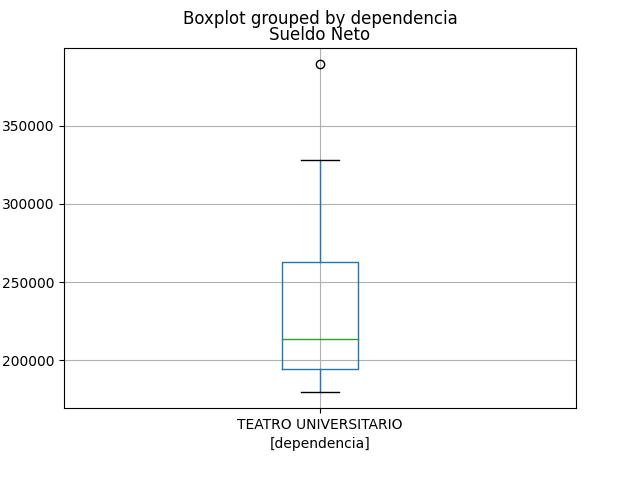 Boxplot grouped by dependencia
Sueldo Neto
350000
300000
250000
200000
TEATRO UNIVERSITARIO
[dependencia]